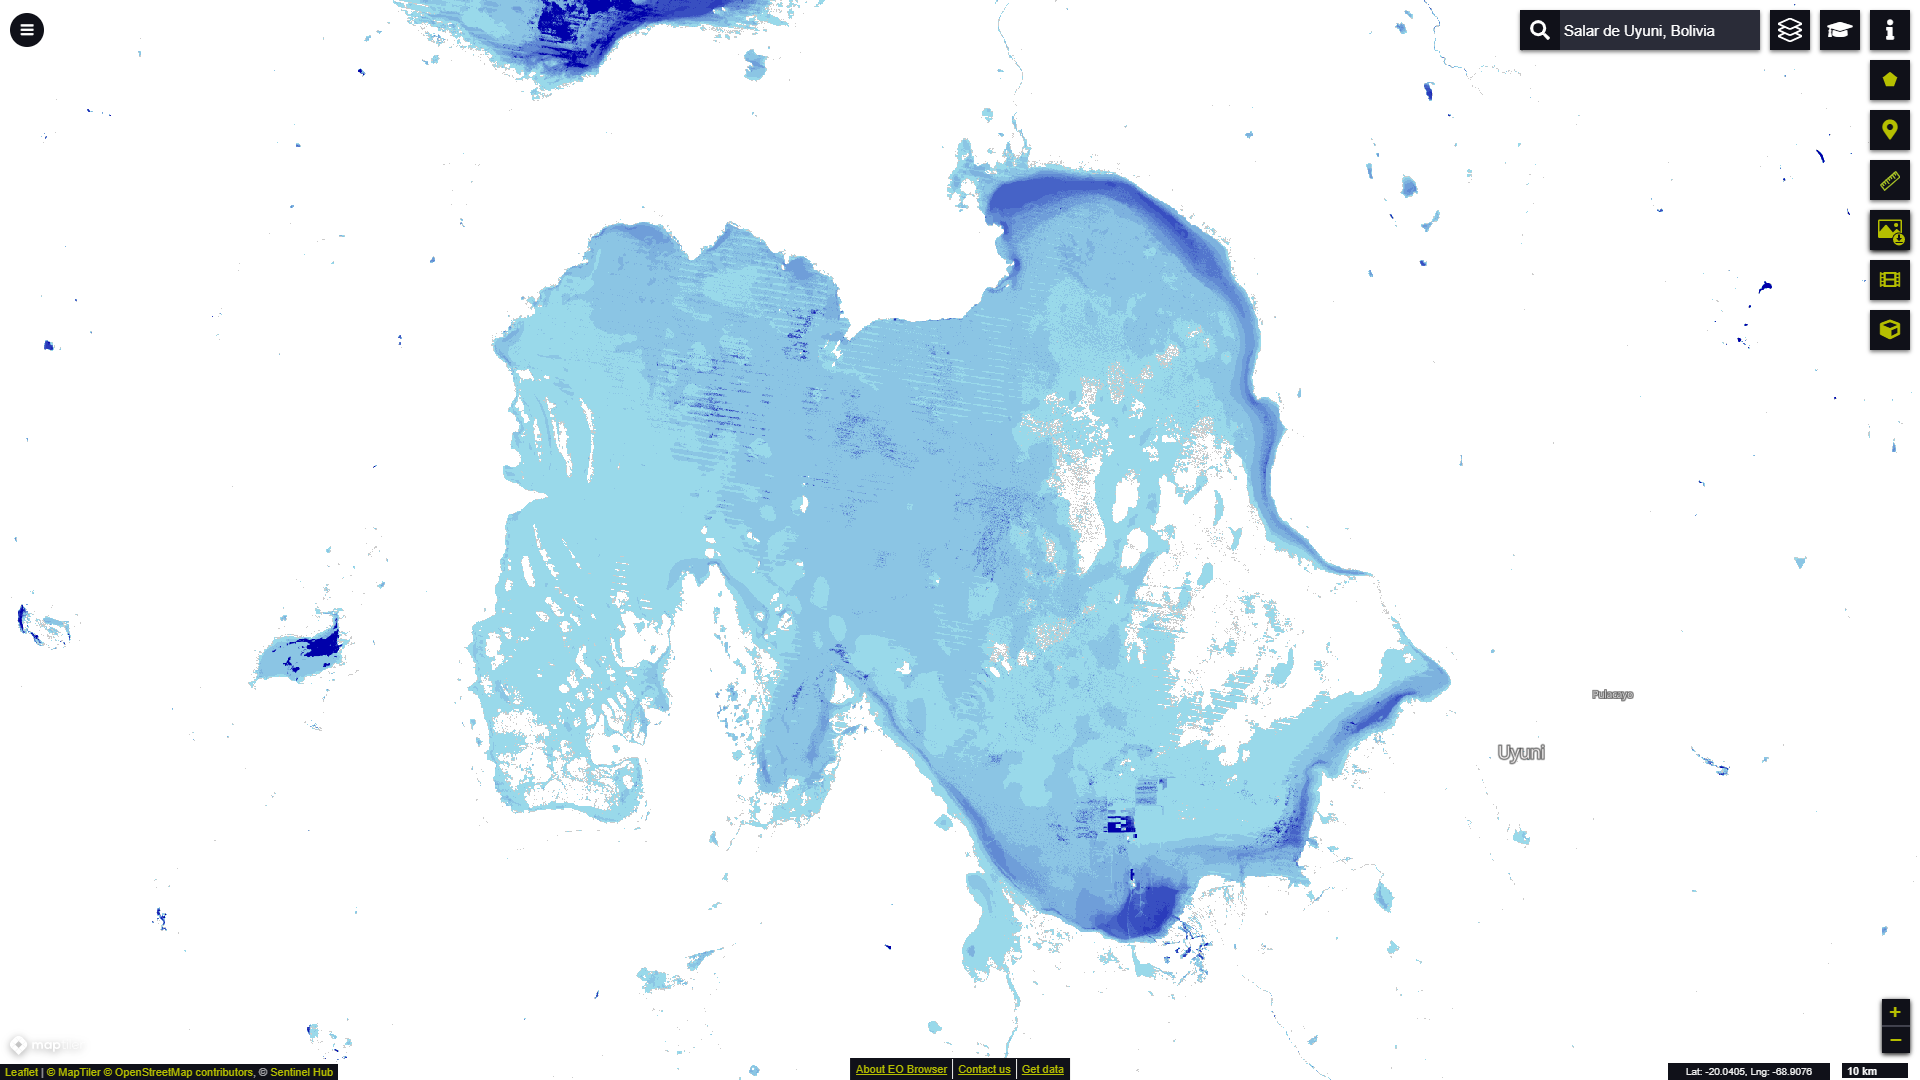 Salar de Uyuni, Bolivia
Pulacayo
Uyuni
maptiler
Leaflet | © MapTiler © OpenStreetMap contributors, © Sentinel Hub
About EO Browser
Contact us
Get data
Lat: -20.0405, Lng: -68.9076
10 km